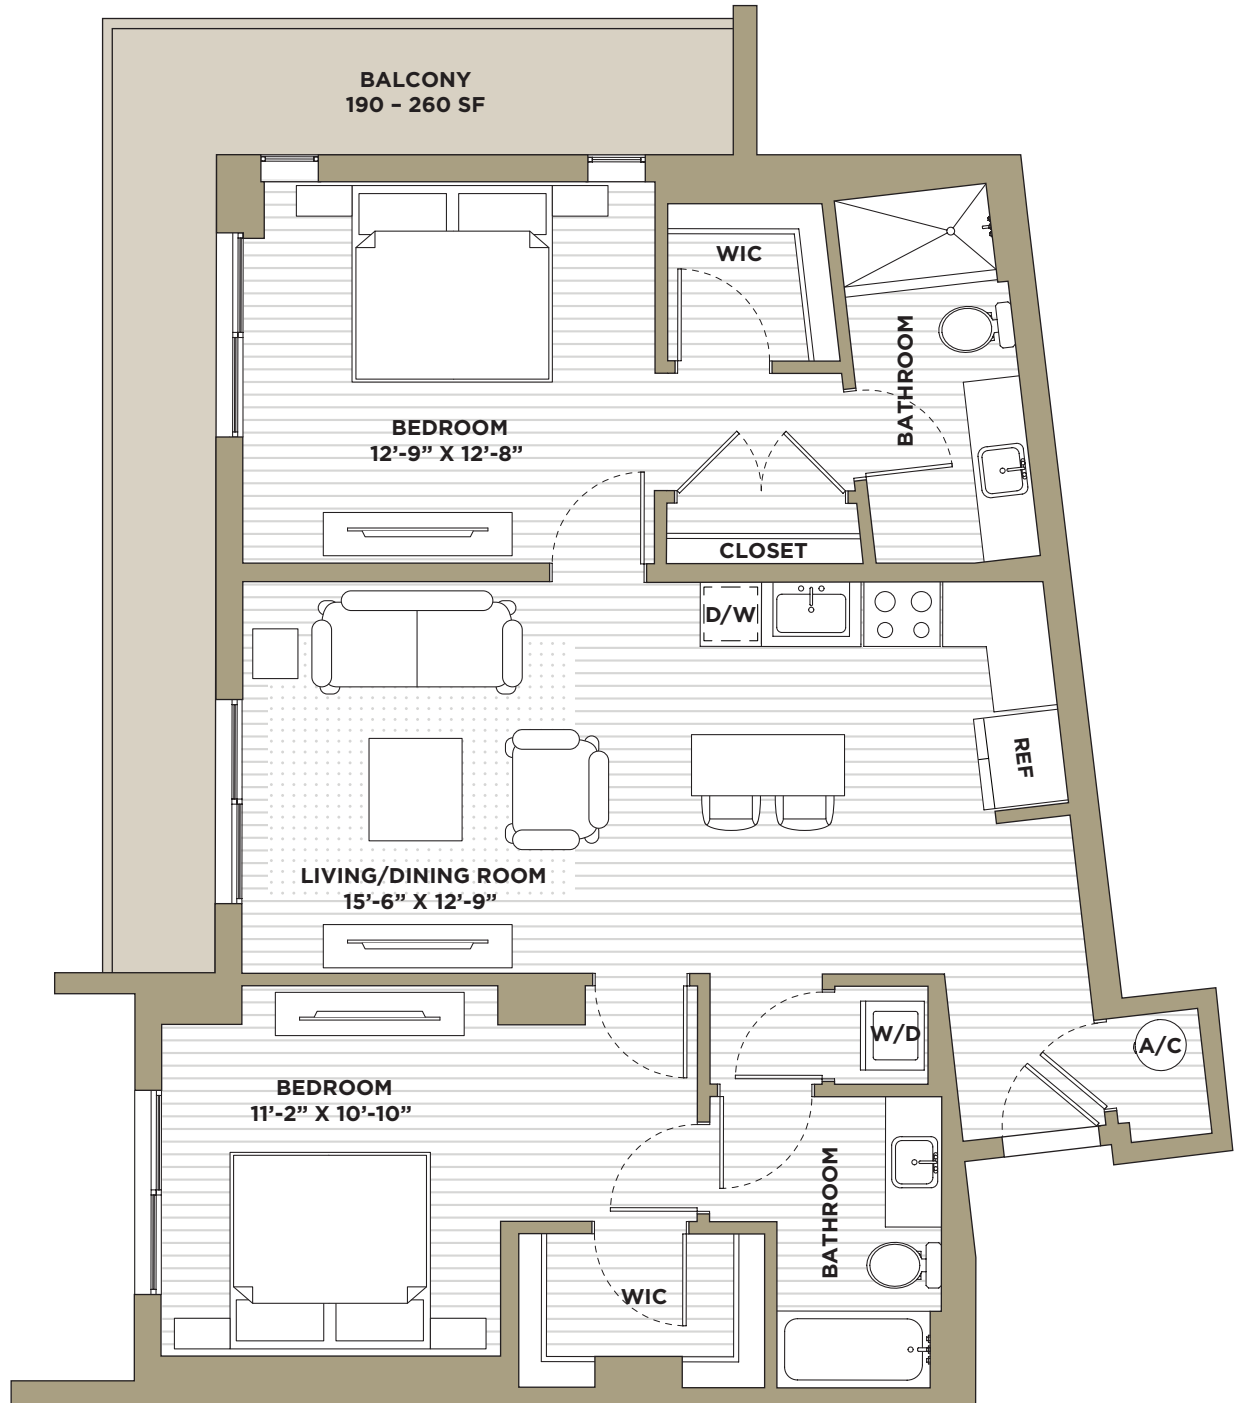 BALCONY
190 – 260 SF
WIC
BATHROOM
BEDROOM
12’-9” X 12’-8”
CLOSET
D/W
REF
LIVING/DINING ROOM
15’-6” X 12’-9”
W/D
A/C
BEDROOM
11’-2” X 10’-10”
BATHROOM
WIC